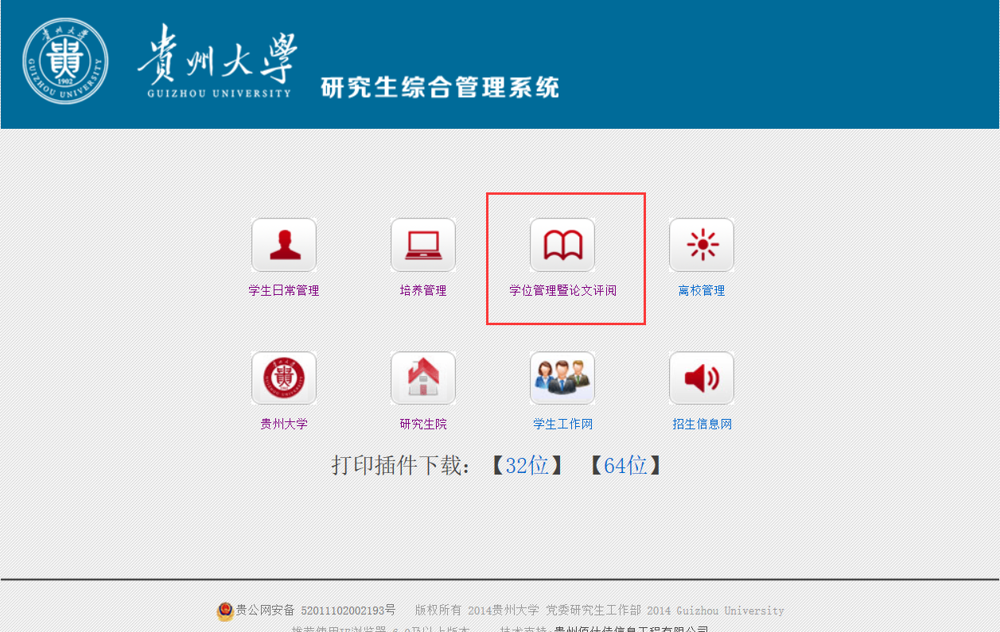 貴州大學
GUIZHOU UNIVERSITY
1902
貴州大學
GUIZHOU UNIVERSITY
研究生综合管理系统
学生日常管理 培养管理 学位管理暨论文评阅 离校管理
贵州大学 研究生院 学生工作网 招生信息网
打印插件下载：【32位】 【64位】
贵公网安备 52011102002193号 版权所有 2014贵州大学 党委研究生工作部 2014 Guizhou University
推荐使用IE浏览器 6.0及以上版本 技术支持:贵州佰仕佳信息工程有限公司